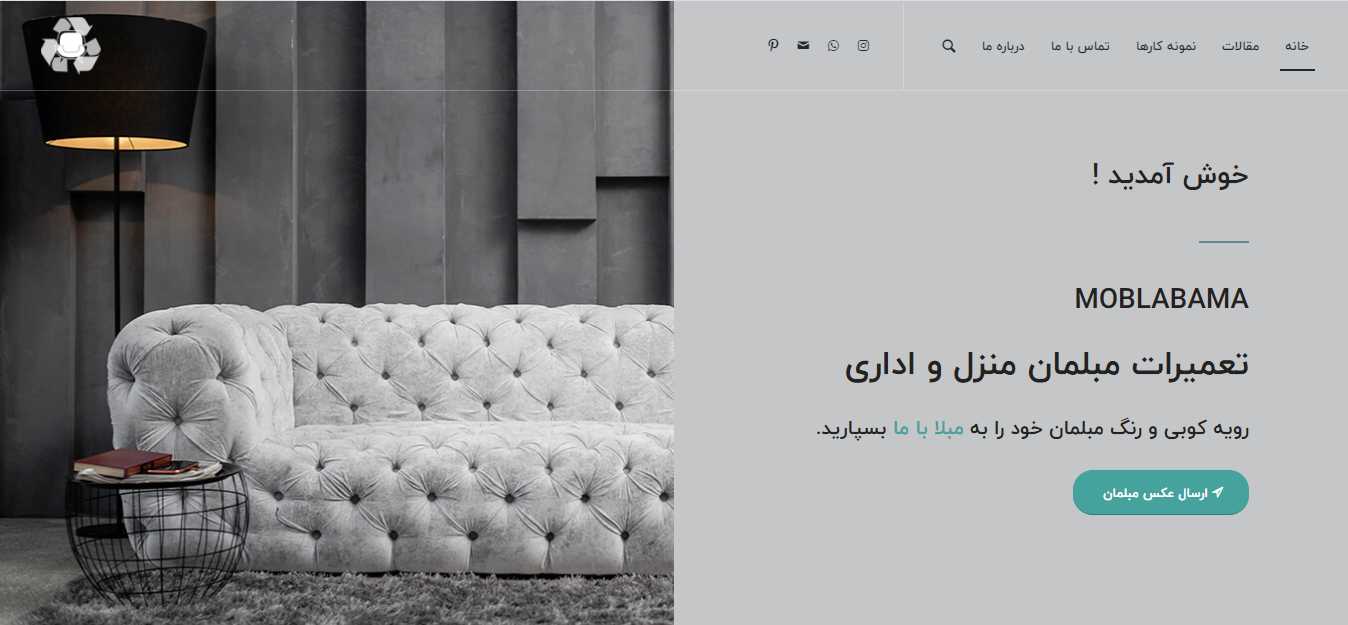 خانه
مقالات
نمونه کارها
تماس با ما
درباره ما
خوش آمدید !
MOBLABAMA
تعمیرات مبلمان منزل و اداری
رویه کوبی و رنگ مبلمان خود را به مبلا با ما بسپارید.
ارسال عکس مبلمان